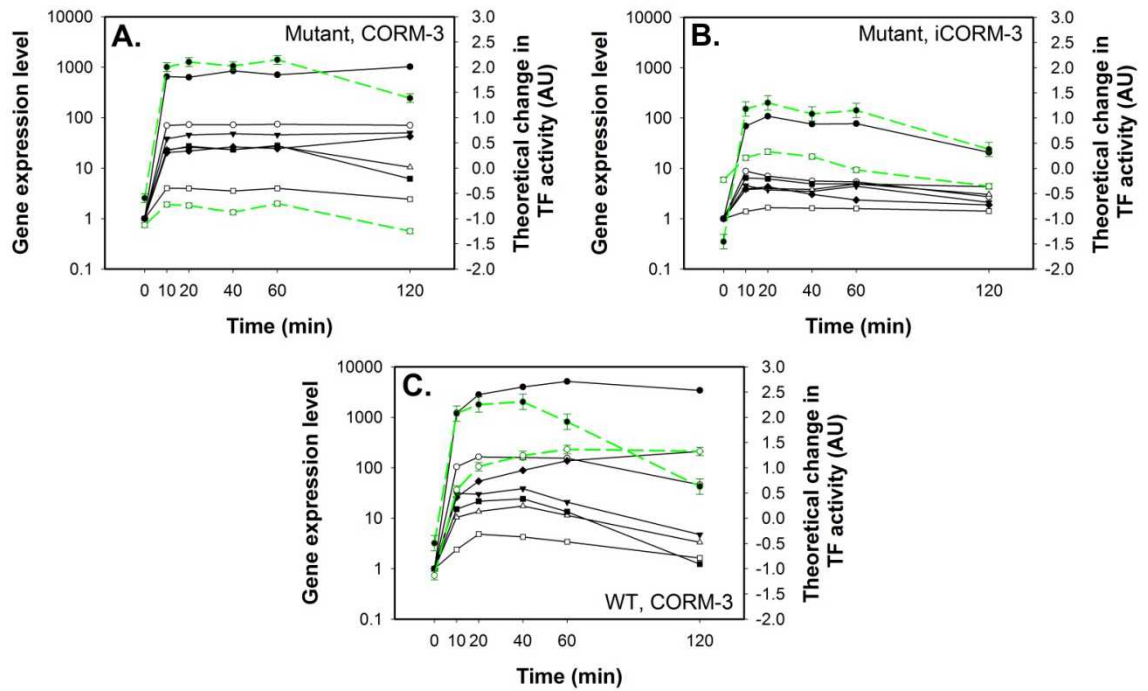 A.
Mutant, CORM-3
Gene expression level
10000
1000
100
10
1
0.1
3.0
2.5
2.0
1.5
1.0
0.5
0.0
-0.5
-1.0
-1.5
-2.0
Theoretical change in
TF activity (AU)
0 10 20 40 60 120
Time (min)
B.
Mutant, iCORM-3
Gene expression level
10000
1000
100
10
1
0.1
3.0
2.5
2.0
1.5
1.0
0.5
0.0
-0.5
-1.0
-1.5
-2.0
Theoretical change in
TF activity (AU)
0 10 20 40 60 120
Time (min)
C.
WT, CORM-3
Gene expression level
10000
1000
100
10
1
0.1
3.0
2.5
2.0
1.5
1.0
0.5
0.0
-0.5
-1.0
-1.5
-2.0
Theoretical change in
TF activity (AU)
0 10 20 40 60 120
Time (min)